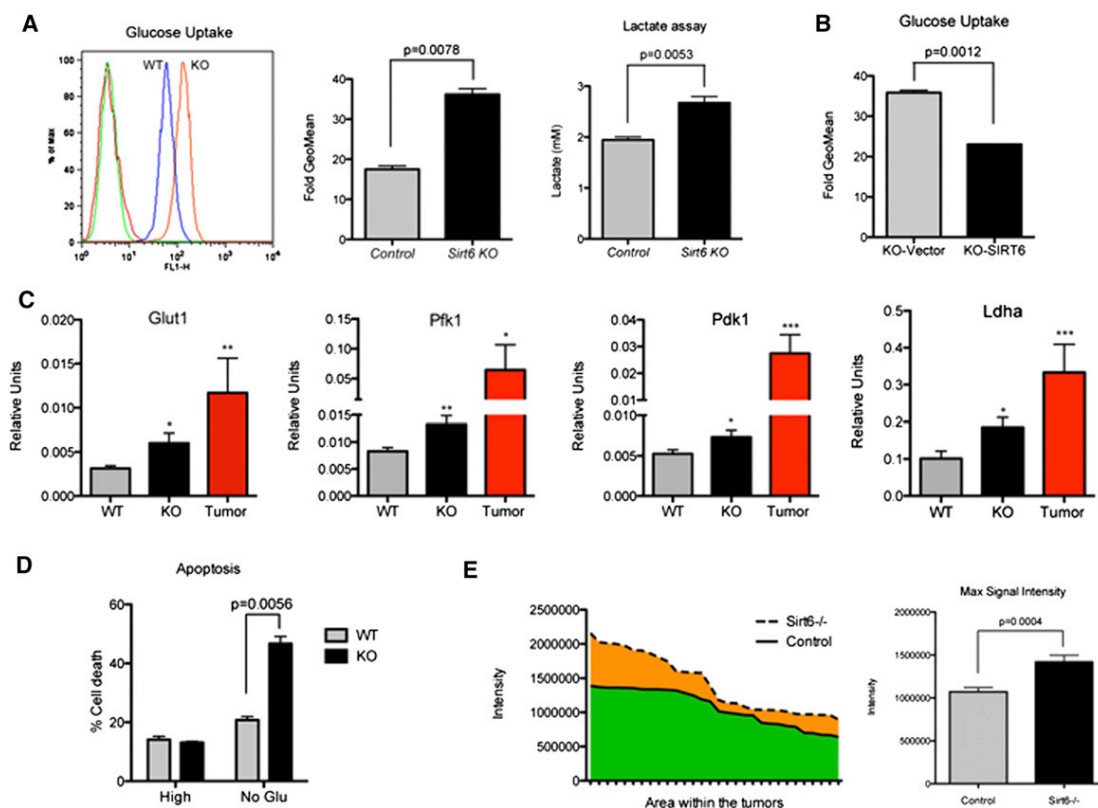 A
Glucose Uptake
WT
KO
% of Max
100
80
60
40
20
0
10⁰
10¹
10²
10³
10⁴
FL1-H
p=0.0078
Fold GeoMean
40
30
20
10
0
Control
Sirt6 KO
Lactate assay
p=0.0053
Lactate (mM)
3
2
1
0
Control
Sirt6 KO
B
Glucose Uptake
p=0.0012
Fold GeoMean
40
30
20
10
0
KO-Vector
KO-SIRT6
C
Glut1
Relative Units
0.020
0.015
0.010
0.005
0.000
*
**
WT
KO
Tumor
Pfk1
Relative Units
0.15
0.10
0.05
0.015
0.010
0.005
0.000
**
*
WT
KO
Tumor
Pdk1
Relative Units
0.04
0.03
0.02
0.01
0.010
0.005
0.000
*
***
WT
KO
Tumor
Ldha
Relative Units
0.5
0.4
0.3
0.2
0.1
0.0
*
***
WT
KO
Tumor
D
Apoptosis
p=0.0056
% Cell death
60
40
20
0
WT
KO
High
No Glu
E
Intensity
2500000
2000000
1500000
1000000
500000
0
Sirt6-/-
Control
Area within the tumors
Max Signal Intensity
p=0.0004
Intensity
2000000
1500000
1000000
500000
0
Control
Sirt6-/-